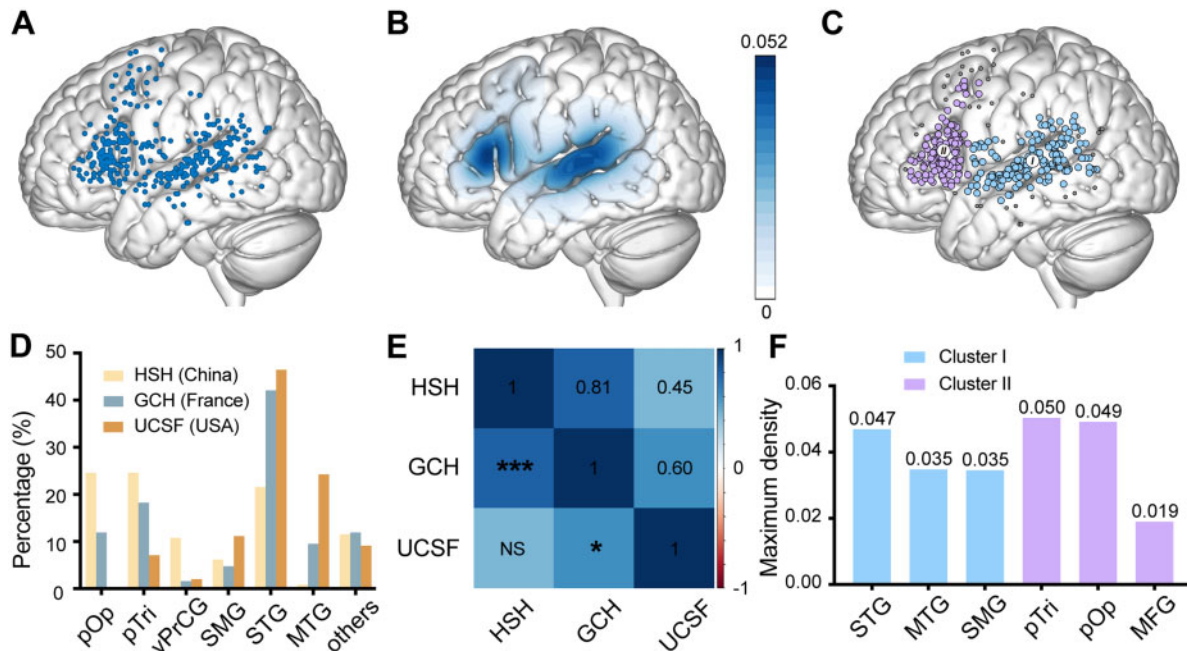 A
B
C
0.052
0
II
I
D
50
40
30
20
10
0
Percentage (%)
HSH (China)
GCH (France)
UCSF (USA)
pOp
pTri
vPrCG
SMG
STG
MTG
others
E
HSH
1
0.81
0.45
GCH
***
1
0.60
UCSF
NS
*
1
HSH
GCH
UCSF
1
0
-1
F
Cluster I
Cluster II
Maximum density
0.06
0.04
0.02
0.00
0.047
0.035
0.035
0.050
0.049
0.019
STG
MTG
SMG
pTri
pOp
MFG